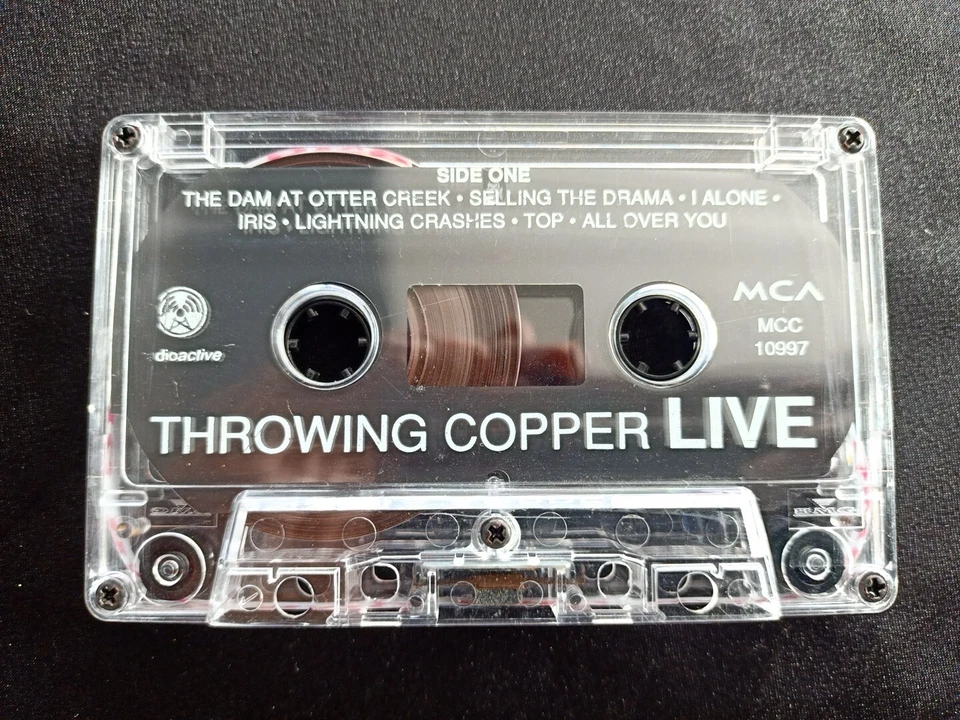 SIDE ONE
THE DAM AT OTTER CREEK • SELLING THE DRAMA • I ALONE •
IRIS • LIGHTNING CRASHES • TOP • ALL OVER YOU
MCA
MCC
10997
dioactive
THROWING COPPER LIVE